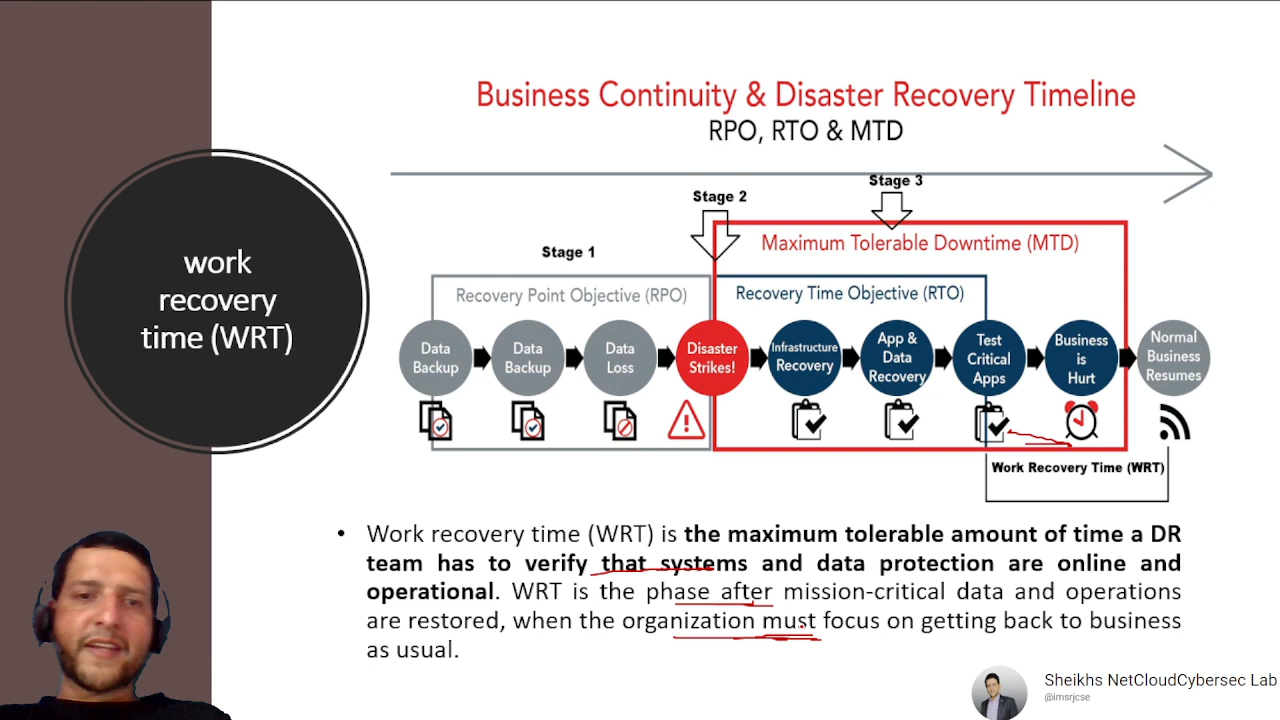 Business Continuity & Disaster Recovery Timeline
RPO, RTO & MTD
Stage 3
Stage 2
Stage 1
Maximum Tolerable Downtime (MTD)
Recovery Point Objective (RPO)
Recovery Time Objective (RTO)
work
recovery
time (WRT)
Data
Backup
Data
Backup
Data
Loss
Disaster
Strikes!
Infrastructure
Recovery
App &
Data
Recovery
Test
Critical
Apps
Business
is
Hurt
Normal
Business
Resumes
Work Recovery Time (WRT)
• Work recovery time (WRT) is the maximum tolerable amount of time a DR
team has to verify that systems and data protection are online and
operational. WRT is the phase after mission-critical data and operations
are restored, when the organization must focus on getting back to business
as usual.
Sheikhs NetCloudCybersec Lab
@imsrjcse